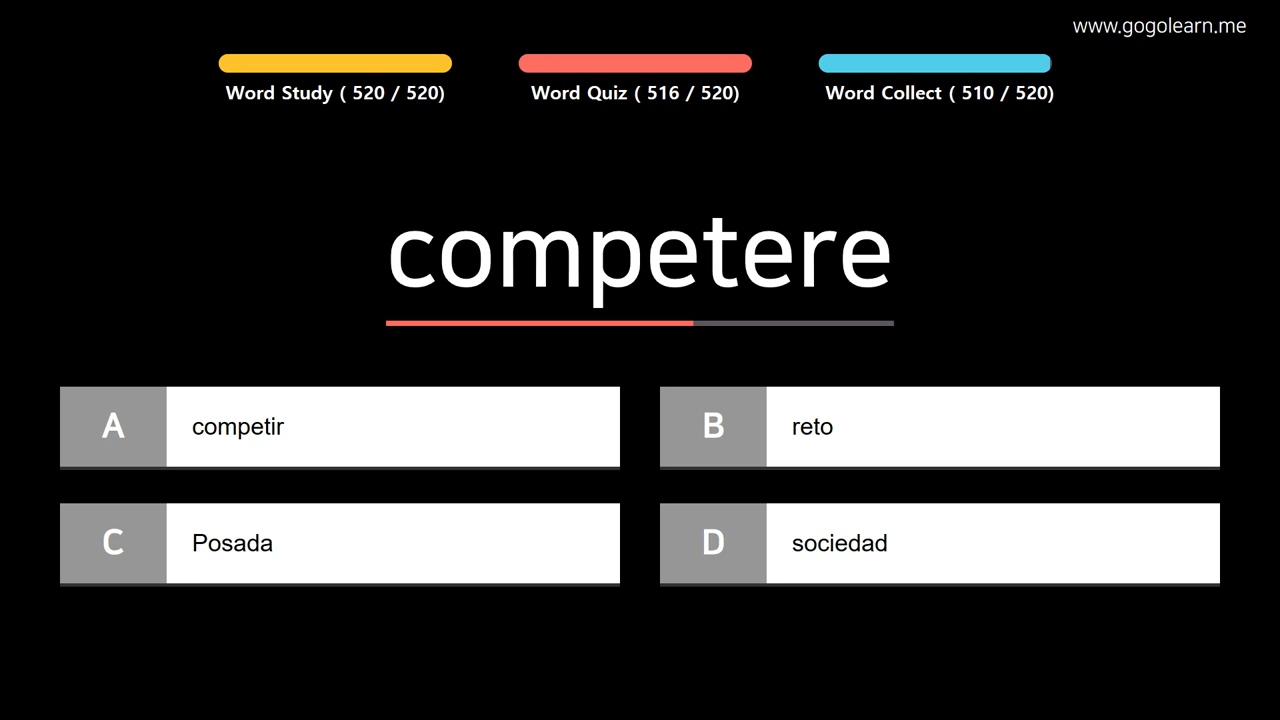 www.gogolearn.me
Word Study ( 520 / 520)
Word Quiz ( 516 / 520)
Word Collect ( 510 / 520)
competere
A competir
B reto
C Posada
D sociedad